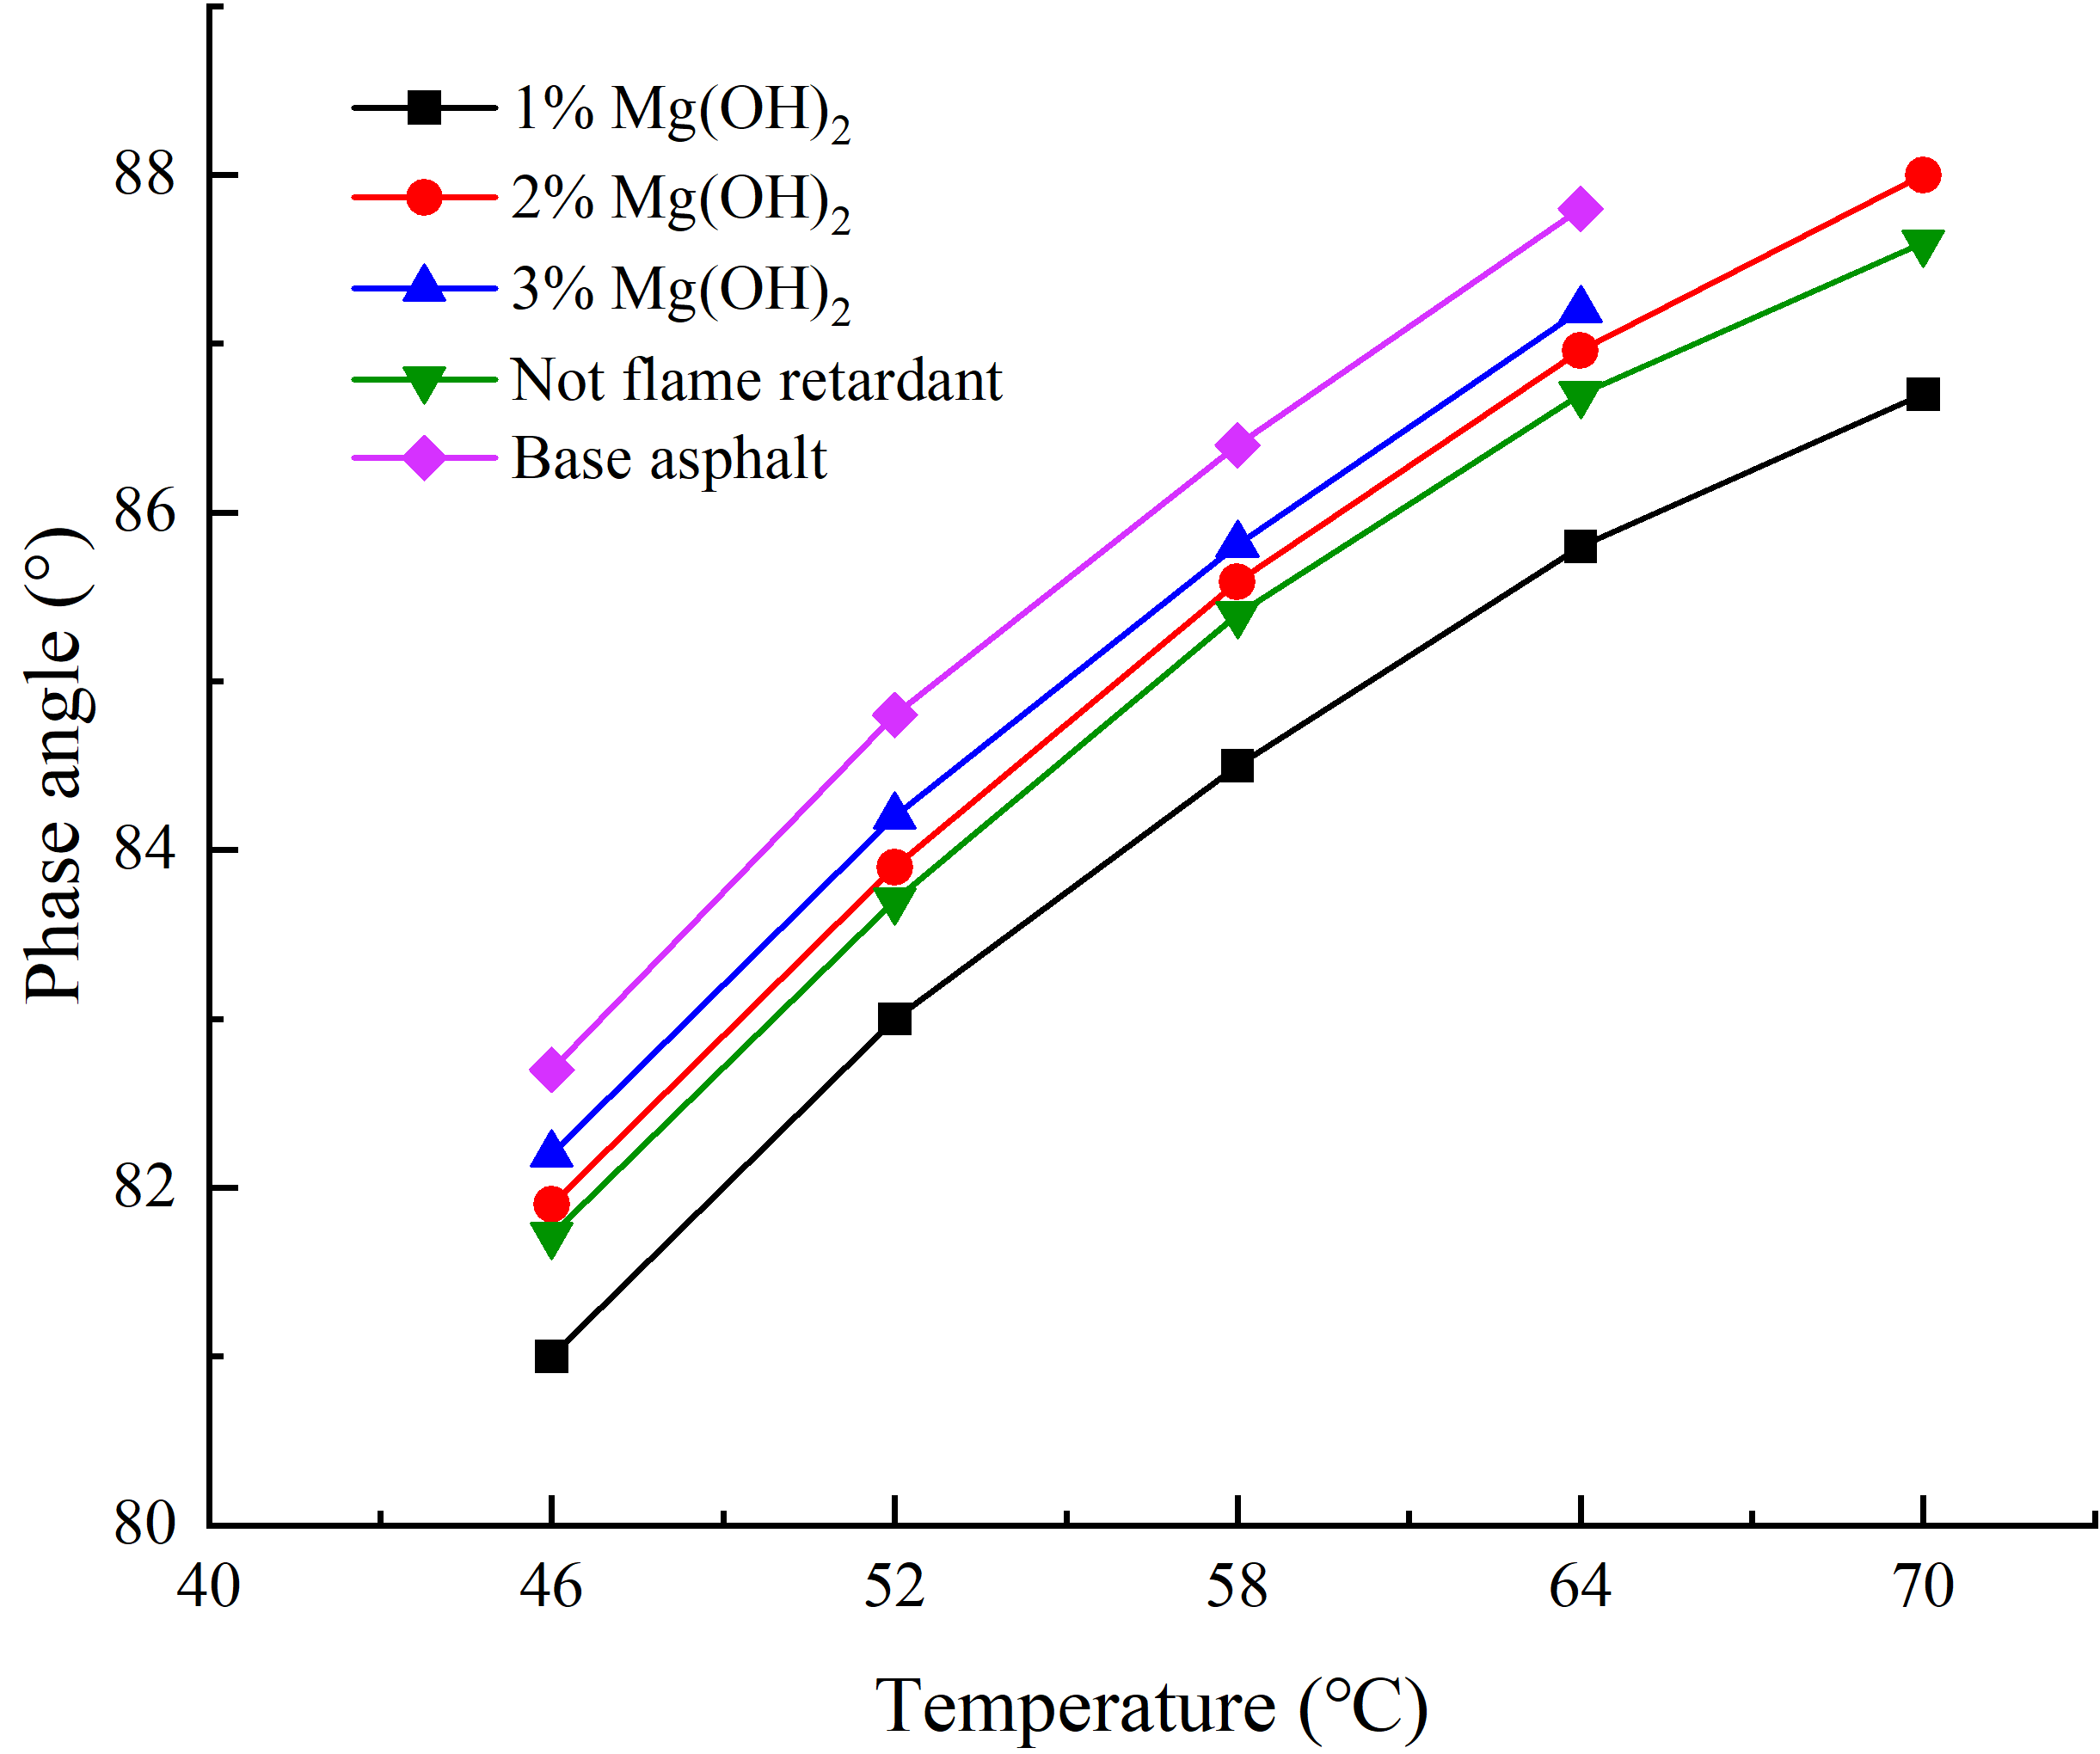 1% Mg(OH)₂
2% Mg(OH)₂
3% Mg(OH)₂
Not flame retardant
Base asphalt
Phase angle (°)
88
86
84
82
80
40 46 52 58 64 70
Temperature (℃)